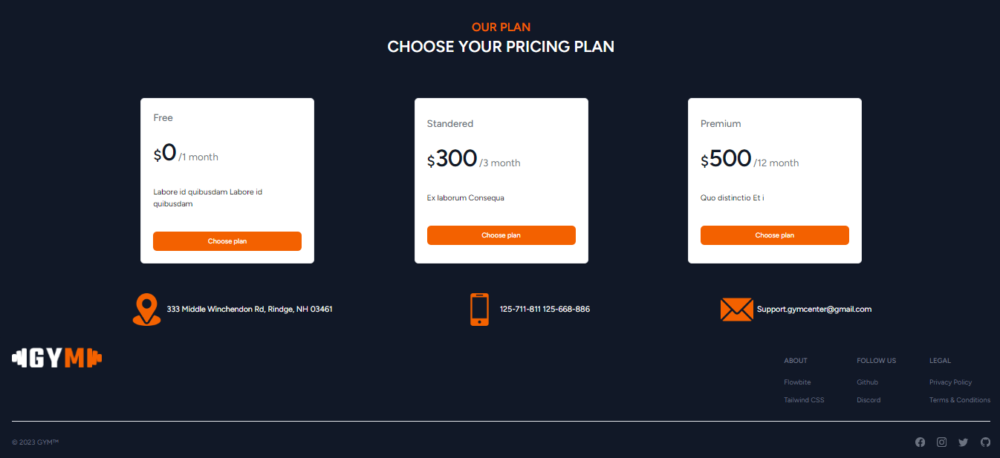 OUR PLAN
CHOOSE YOUR PRICING PLAN
Free
$0 /1 month
Labore id quibusdam Labore id
quibusdam
Choose plan
Standered
$300 /3 month
Ex laborum Consequa
Choose plan
Premium
$500 /12 month
Quo distinctio Et i
Choose plan
333 Middle Winchendon Rd, Rindge, NH 03461
125-711-811 125-668-886
Support.gymcenter@gmail.com
GYM
ABOUT
Flowbite
Tailwind CSS
FOLLOW US
Github
Discord
LEGAL
Privacy Policy
Terms & Conditions
© 2023 GYM™